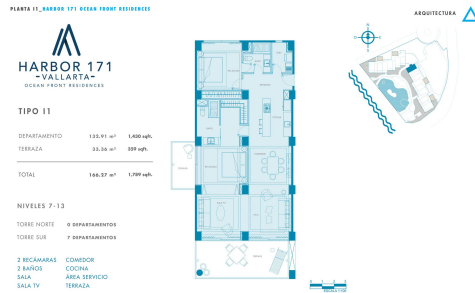 PLANTA I1_HARBOR 171 OCEAN FRONT RESIDENCES
ARQUITECTURA
HARBOR 171
-VALLARTA-
OCEAN FRONT RESIDENCES
TIPO I1
DEPARTAMENTO 132.91 m² 1,430 sqft.
TERRAZA 33.36 m² 359 sqft.
TOTAL 166.27 m² 1,789 sqft.
NIVELES 7-13
TORRE NORTE 0 DEPARTAMENTOS
TORRE SUR 7 DEPARTAMENTOS
2 RECÁMARAS COMEDOR
2 BAÑOS COCINA
SALA ÁREA SERVICIO
SALA TV TERRAZA